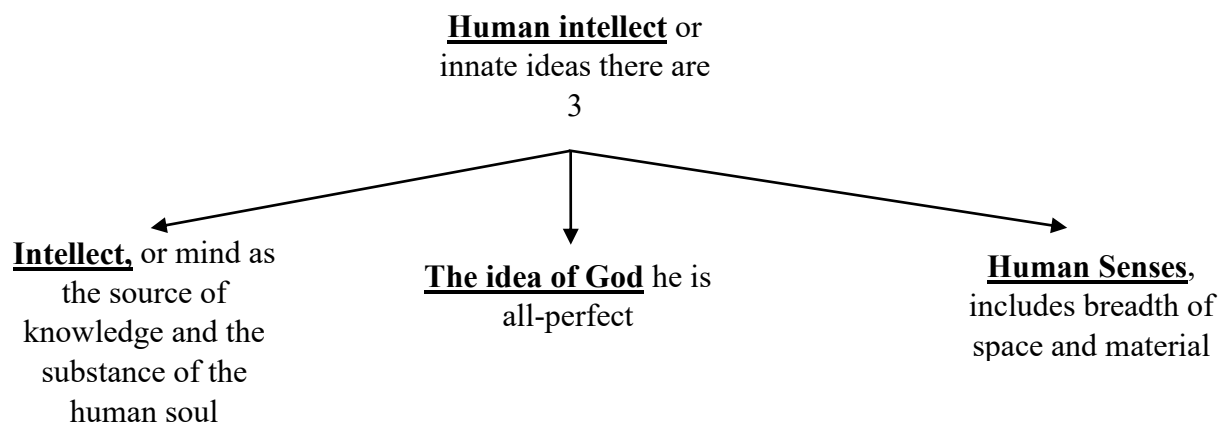 Human intellect or
innate ideas there are
3
Intellect, or mind as
the source of
knowledge and the
substance of the
human soul
The idea of God he is
all-perfect
Human Senses,
includes breadth of
space and material